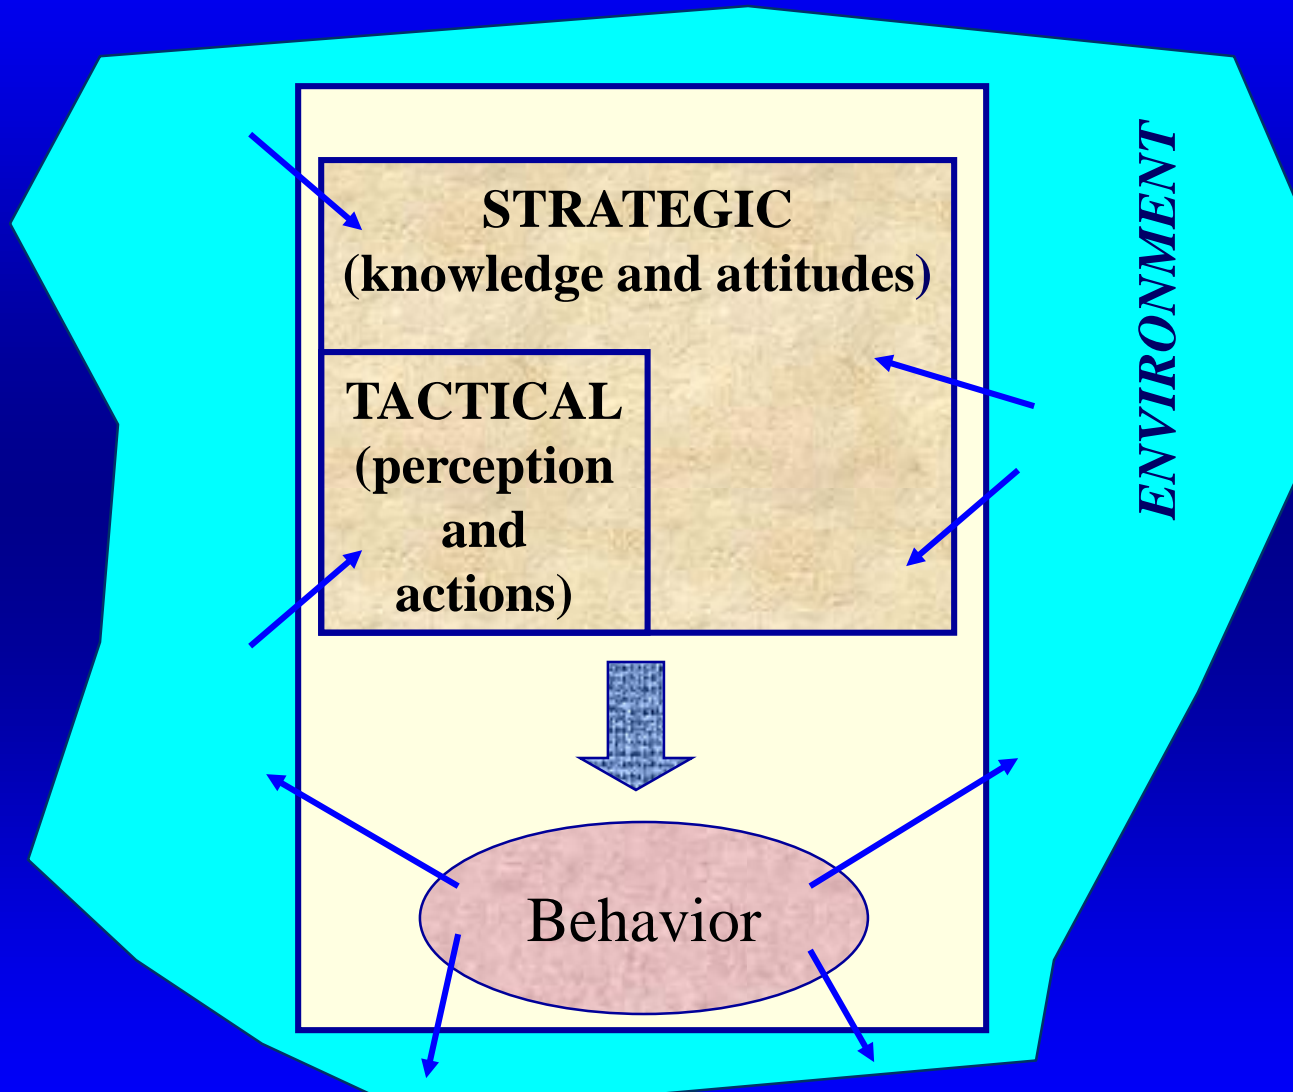 STRATEGIC
(knowledge and attitudes)
TACTICAL
(perception
and
actions)
Behavior
ENVIRONMENT